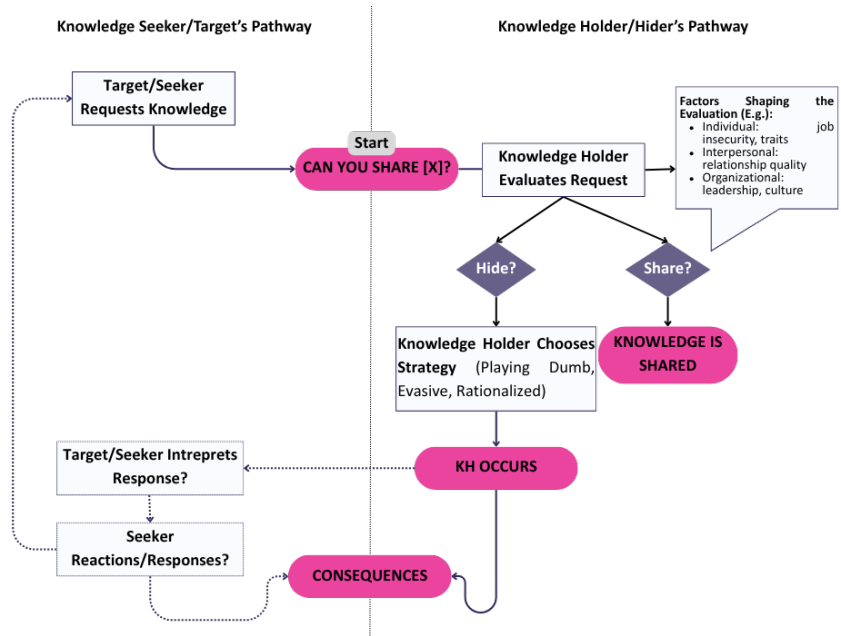 Knowledge Seeker/Target's Pathway
Knowledge Holder/Hider's Pathway
Target/Seeker
Requests Knowledge
Start
CAN YOU SHARE [X]?
Knowledge Holder
Evaluates Request
Factors Shaping the
Evaluation (E.g.):
• Individual: job
insecurity, traits
• Interpersonal:
relationship quality
• Organizational:
leadership, culture
Hide?
Share?
Knowledge Holder Chooses
Strategy (Playing Dumb,
Evasive, Rationalized)
KNOWLEDGE IS
SHARED
Target/Seeker Intreprets
Response?
KH OCCURS
Seeker
Reactions/Responses?
CONSEQUENCES